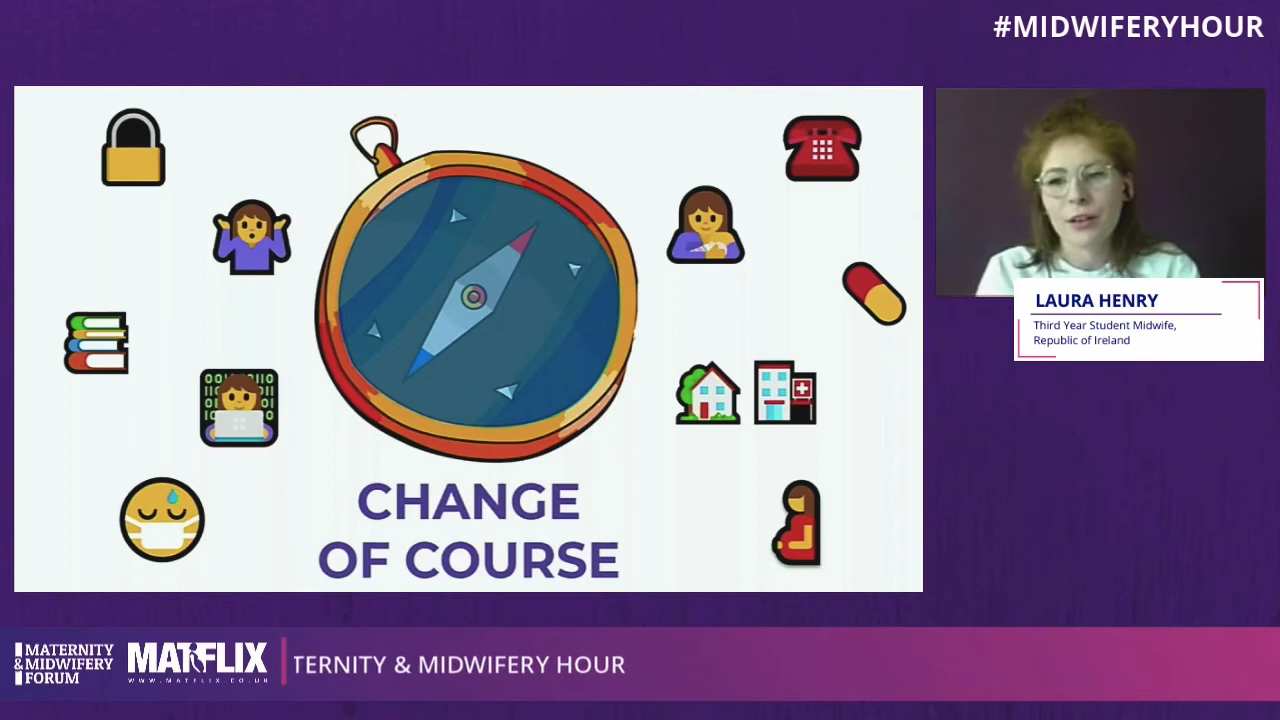 #MIDWIFERYHOUR
LAURA HENRY
Third Year Student Midwife,
Republic of Ireland
CHANGE
OF COURSE
MATERNITY
&MIDWIFERY
FORUM
MATFLIX
WWW.MATFLIX.CO.UK
TERNITY & MIDWIFERY HOUR